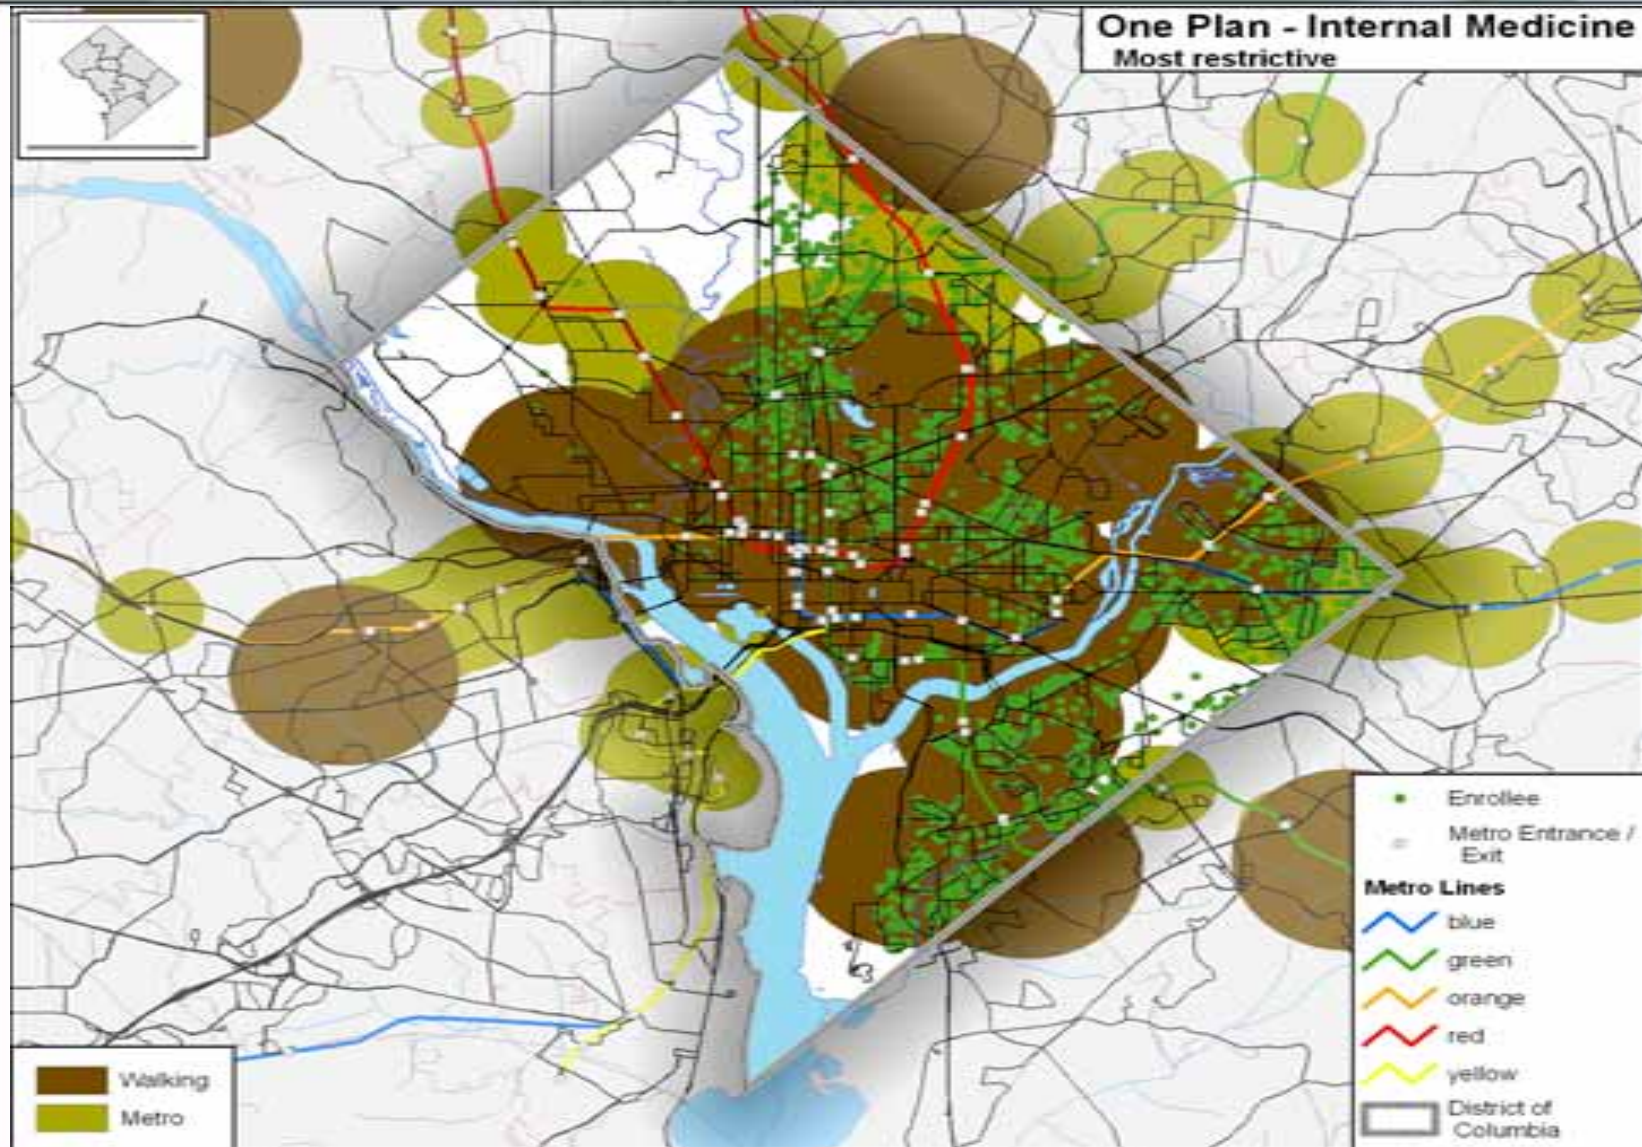 One Plan - Internal Medicine
Most restrictive
Enrollee
Metro Entrance /
Exit
Metro Lines
blue
green
orange
red
yellow
District of
Columbia
Walking
Metro